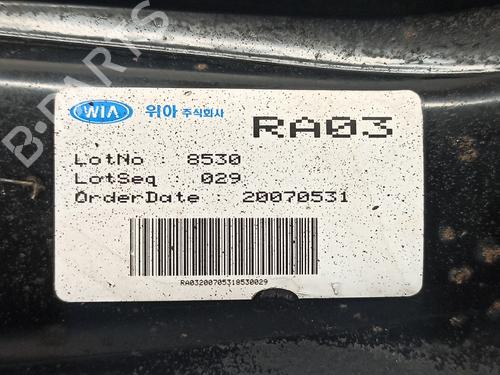 WIA 위아 주식회사 RA03
LotNo : 8530
LotSeq : 029
OrderDate : 20070531
RA03200705318530029
B-PARTS